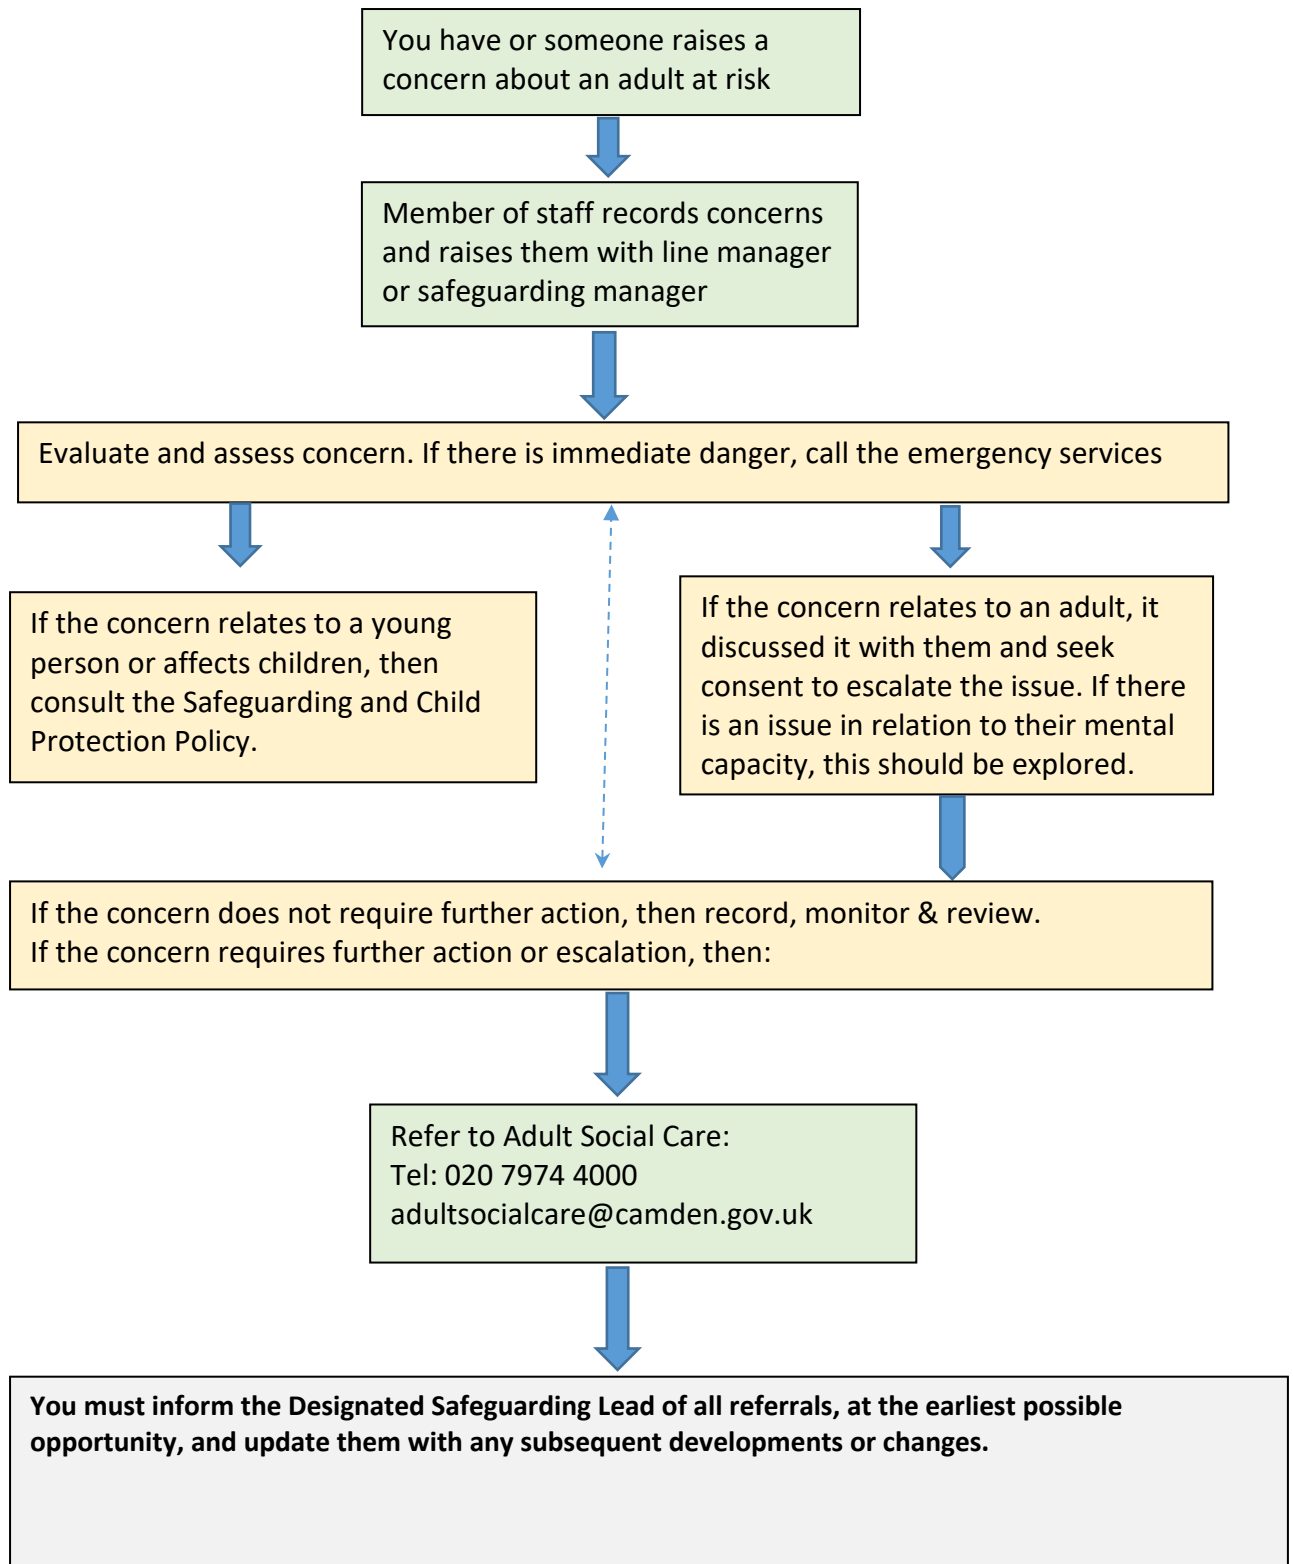 You have or someone raises a
concern about an adult at risk
Member of staff records concerns
and raises them with line manager
or safeguarding manager
Evaluate and assess concern. If there is immediate danger, call the emergency services
If the concern relates to a young
person or affects children, then
consult the Safeguarding and Child
Protection Policy.
If the concern relates to an adult, it
discussed it with them and seek
consent to escalate the issue. If there
is an issue in relation to their mental
capacity, this should be explored.
If the concern does not require further action, then record, monitor & review.
If the concern requires further action or escalation, then:
Refer to Adult Social Care:
Tel: 020 7974 4000
adultsocialcare@camden.gov.uk
You must inform the Designated Safeguarding Lead of all referrals, at the earliest possible
opportunity, and update them with any subsequent developments or changes.